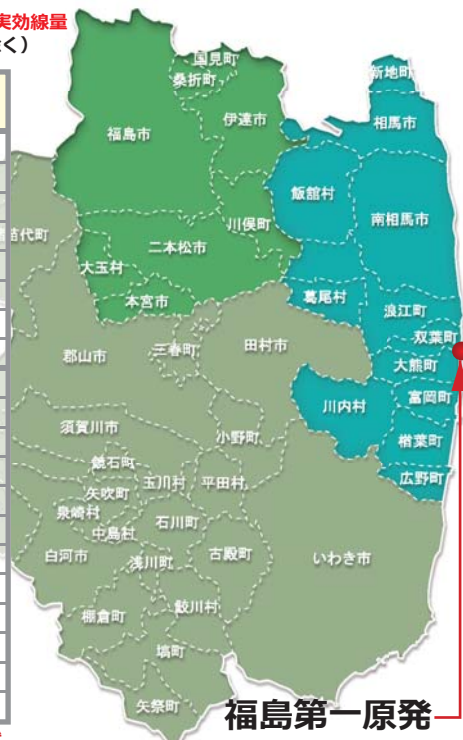 実効線量
く)
国見町
桑折町
新地町
福島市
伊達市
相馬市
飯舘村
苗代町
川俣町
南相馬市
二本松市
大玉村
葛尾村
本宮市
浪江町
双葉町
三春町
田村市
郡山市
大熊町
富岡町
川内村
須賀川市
小野町
楢葉町
鏡石町
広野町
玉川村
平田村
矢吹町
泉崎村
石川町
中島村
白河市
浅川町
古殿町
いわき市
棚倉町
鮫川村
塙町
矢祭町
福島第一原発